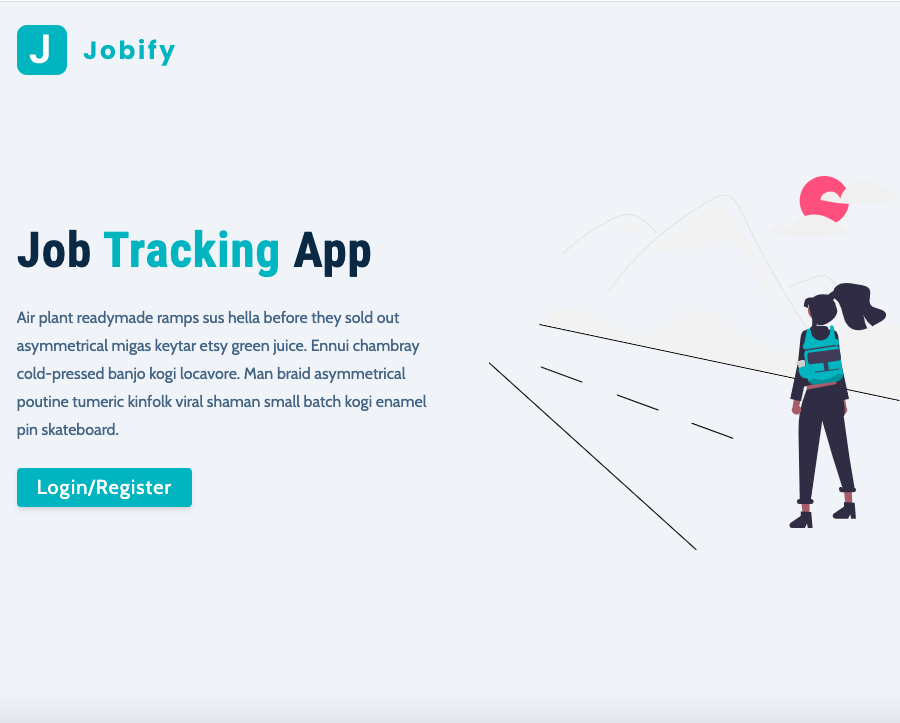 J Jobify
Job Tracking App
Air plant readymade ramps sus hella before they sold out
asymmetrical migas keytar etsy green juice. Ennui chambray
cold-pressed banjo kogi locavore. Man braid asymmetrical
poutine tumeric kinfolk viral shaman small batch kogi enamel
pin skateboard.
Login/Register